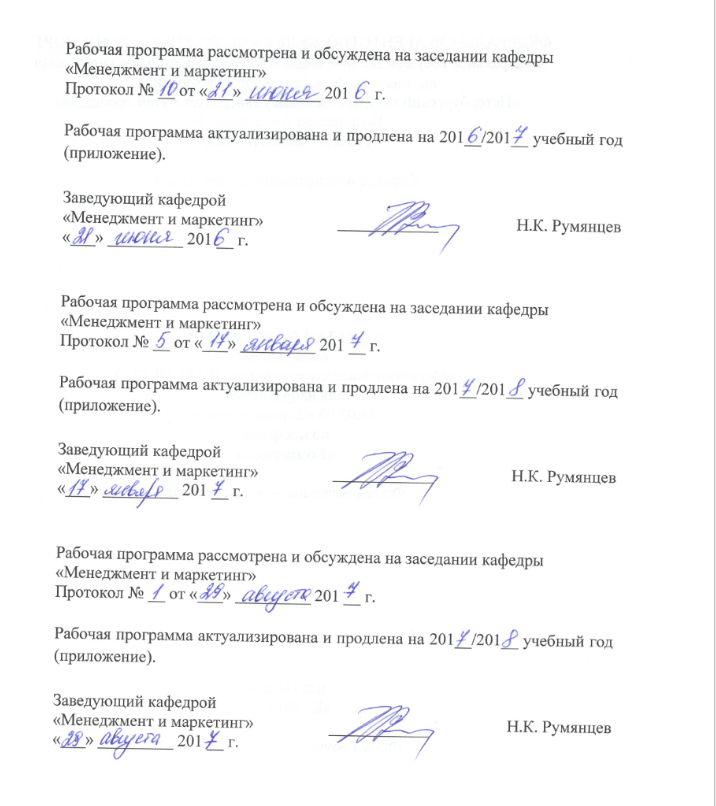 Рабочая программа рассмотрена и обсуждена на заседании кафедры
«Менеджмент и маркетинг»
Протокол № 10 от «21» июня 2016 г.
Рабочая программа актуализирована и продлена на 2016/2017 учебный год
(приложение).
Заведующий кафедрой
«Менеджмент и маркетинг»
«21» июня 2016 г.
Н.К. Румянцев
Рабочая программа рассмотрена и обсуждена на заседании кафедры
«Менеджмент и маркетинг»
Протокол № 5 от «17» января 2017 г.
Рабочая программа актуализирована и продлена на 2017/2018 учебный год
(приложение).
Заведующий кафедрой
«Менеджмент и маркетинг»
«17» января 2017 г.
Н.К. Румянцев
Рабочая программа рассмотрена и обсуждена на заседании кафедры
«Менеджмент и маркетинг»
Протокол № 1 от «29» августа 2017 г.
Рабочая программа актуализирована и продлена на 2017/2018 учебный год
(приложение).
Заведующий кафедрой
«Менеджмент и маркетинг»
«29» августа 2017 г.
Н.К. Румянцев